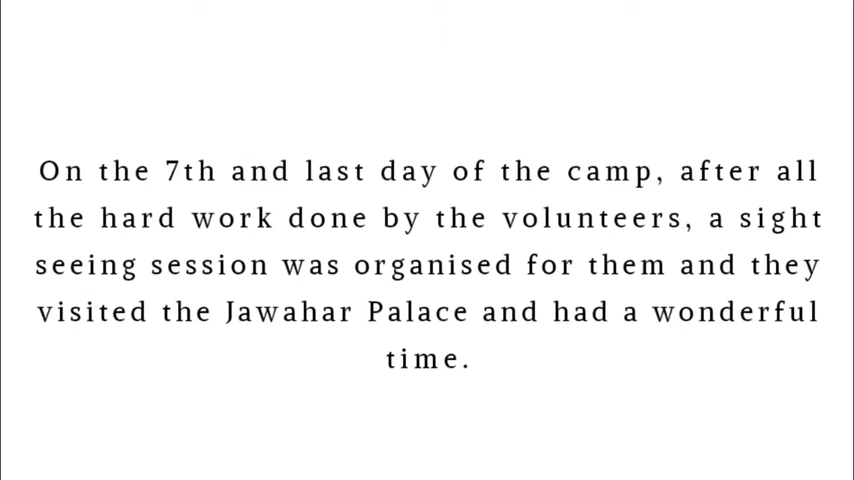 On the 7th and last day of the camp, after all
the hard work done by the volunteers, a sight
seeing session was organised for them and they
visited the Jawahar Palace and had a wonderful
time.